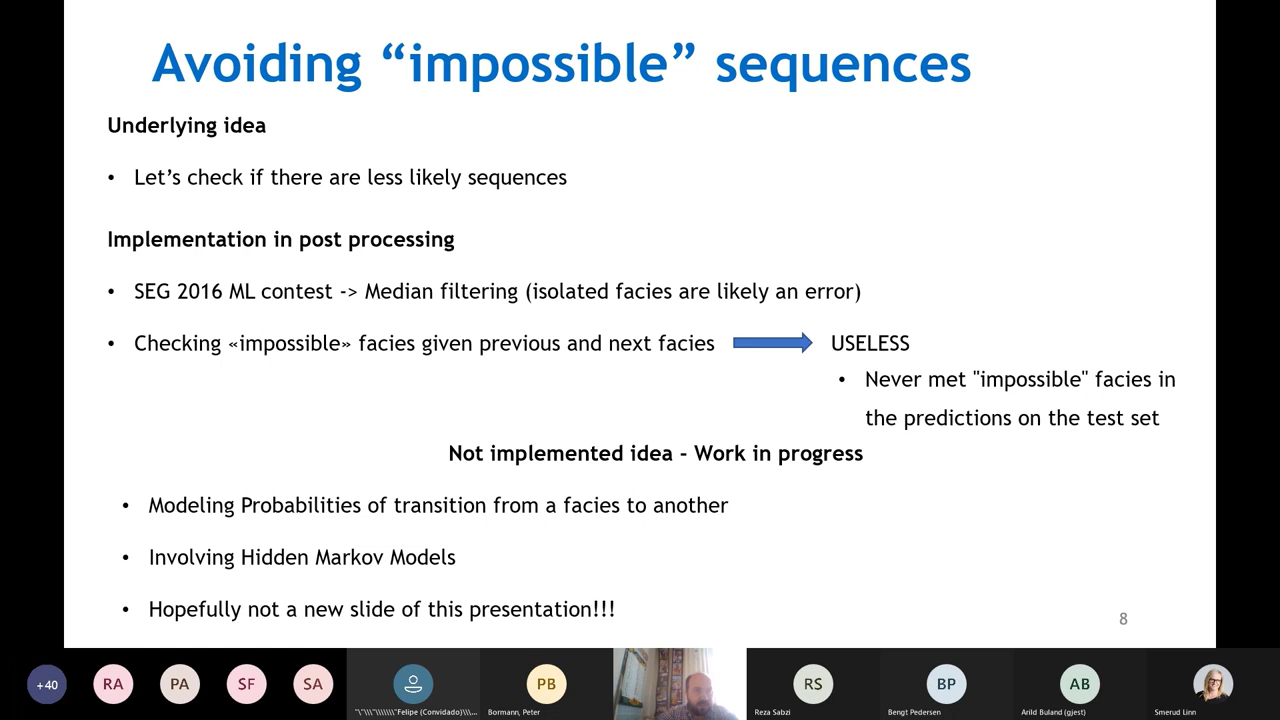 Avoiding “impossible” sequences
Underlying idea
• Let’s check if there are less likely sequences
Implementation in post processing
• SEG 2016 ML contest -> Median filtering (isolated facies are likely an error)
• Checking «impossible» facies given previous and next facies
USELESS
• Never met "impossible" facies in
the predictions on the test set
Not implemented idea - Work in progress
• Modeling Probabilities of transition from a facies to another
• Involving Hidden Markov Models
• Hopefully not a new slide of this presentation!!!
8
+40
RA
PA
SF
SA
"\"\\\"\\\\\\\"Felipe (Convidado)\\\...
PB
Bormann, Peter
RS
Reza Sabzi
BP
Bengt Pedersen
AB
Arild Buland (gjest)
Smerud Linn